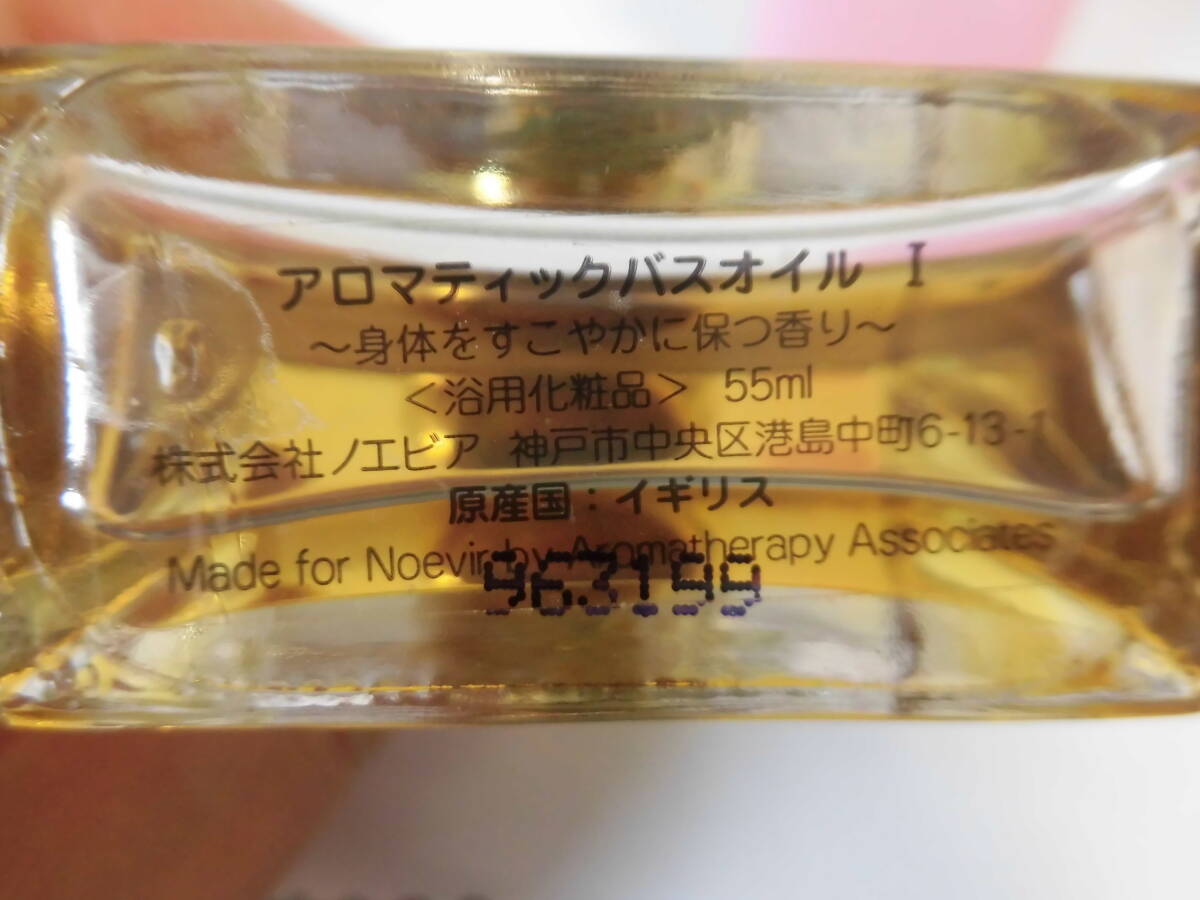 アロマティックバスオイル I
～身体をすこやかに保つ香り～
＜浴用化粧品＞ 55ml
株式会社ノエビア 神戸市中央区港島中町6-13-1
原産国：イギリス
Made for Noevir by Aromatherapy Associates
963199